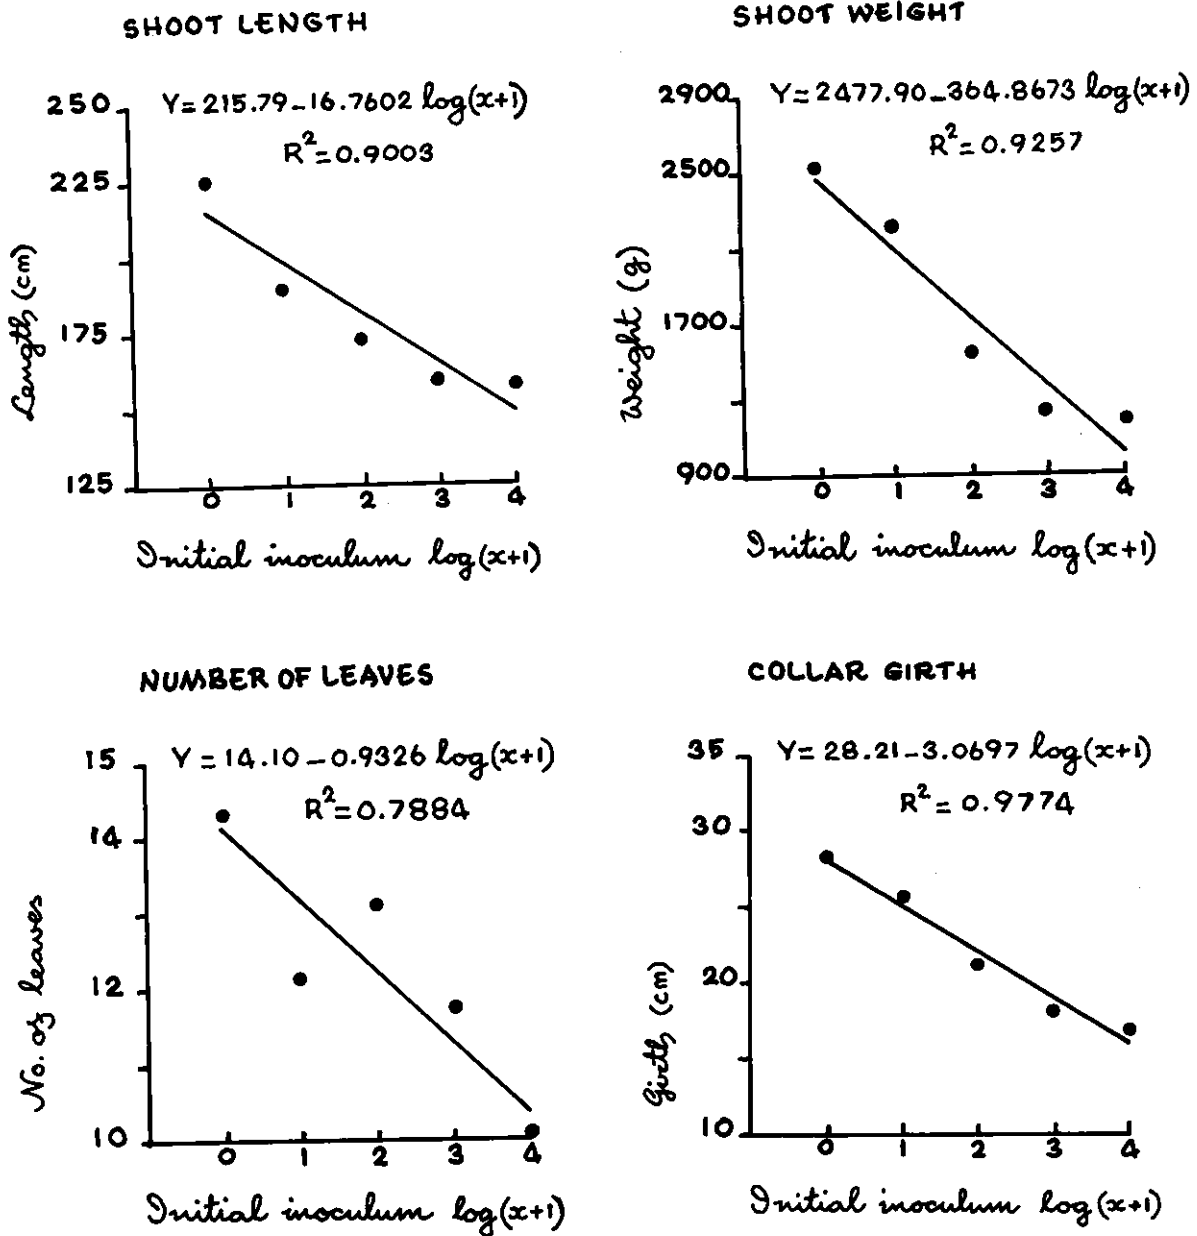 SHOOT LENGTH
Y=215.79-16.7602 log(x+1)
R²=0.9003
250
225
175
125
Length (cm)
0 1 2 3 4
Initial inoculum log(x+1)
SHOOT WEIGHT
Y=2477.90-364.8673 log(x+1)
R²=0.9257
2900
2500
1700
900
Weight (g)
0 1 2 3 4
Initial inoculum log(x+1)
NUMBER OF LEAVES
Y=14.10-0.9326 log(x+1)
R²=0.7884
15
14
12
10
No. of leaves
0 1 2 3 4
Initial inoculum log(x+1)
COLLAR GIRTH
Y=28.21-3.0697 log(x+1)
R²=0.9774
35
30
20
10
Girth (cm)
0 1 2 3 4
Initial inoculum log(x+1)